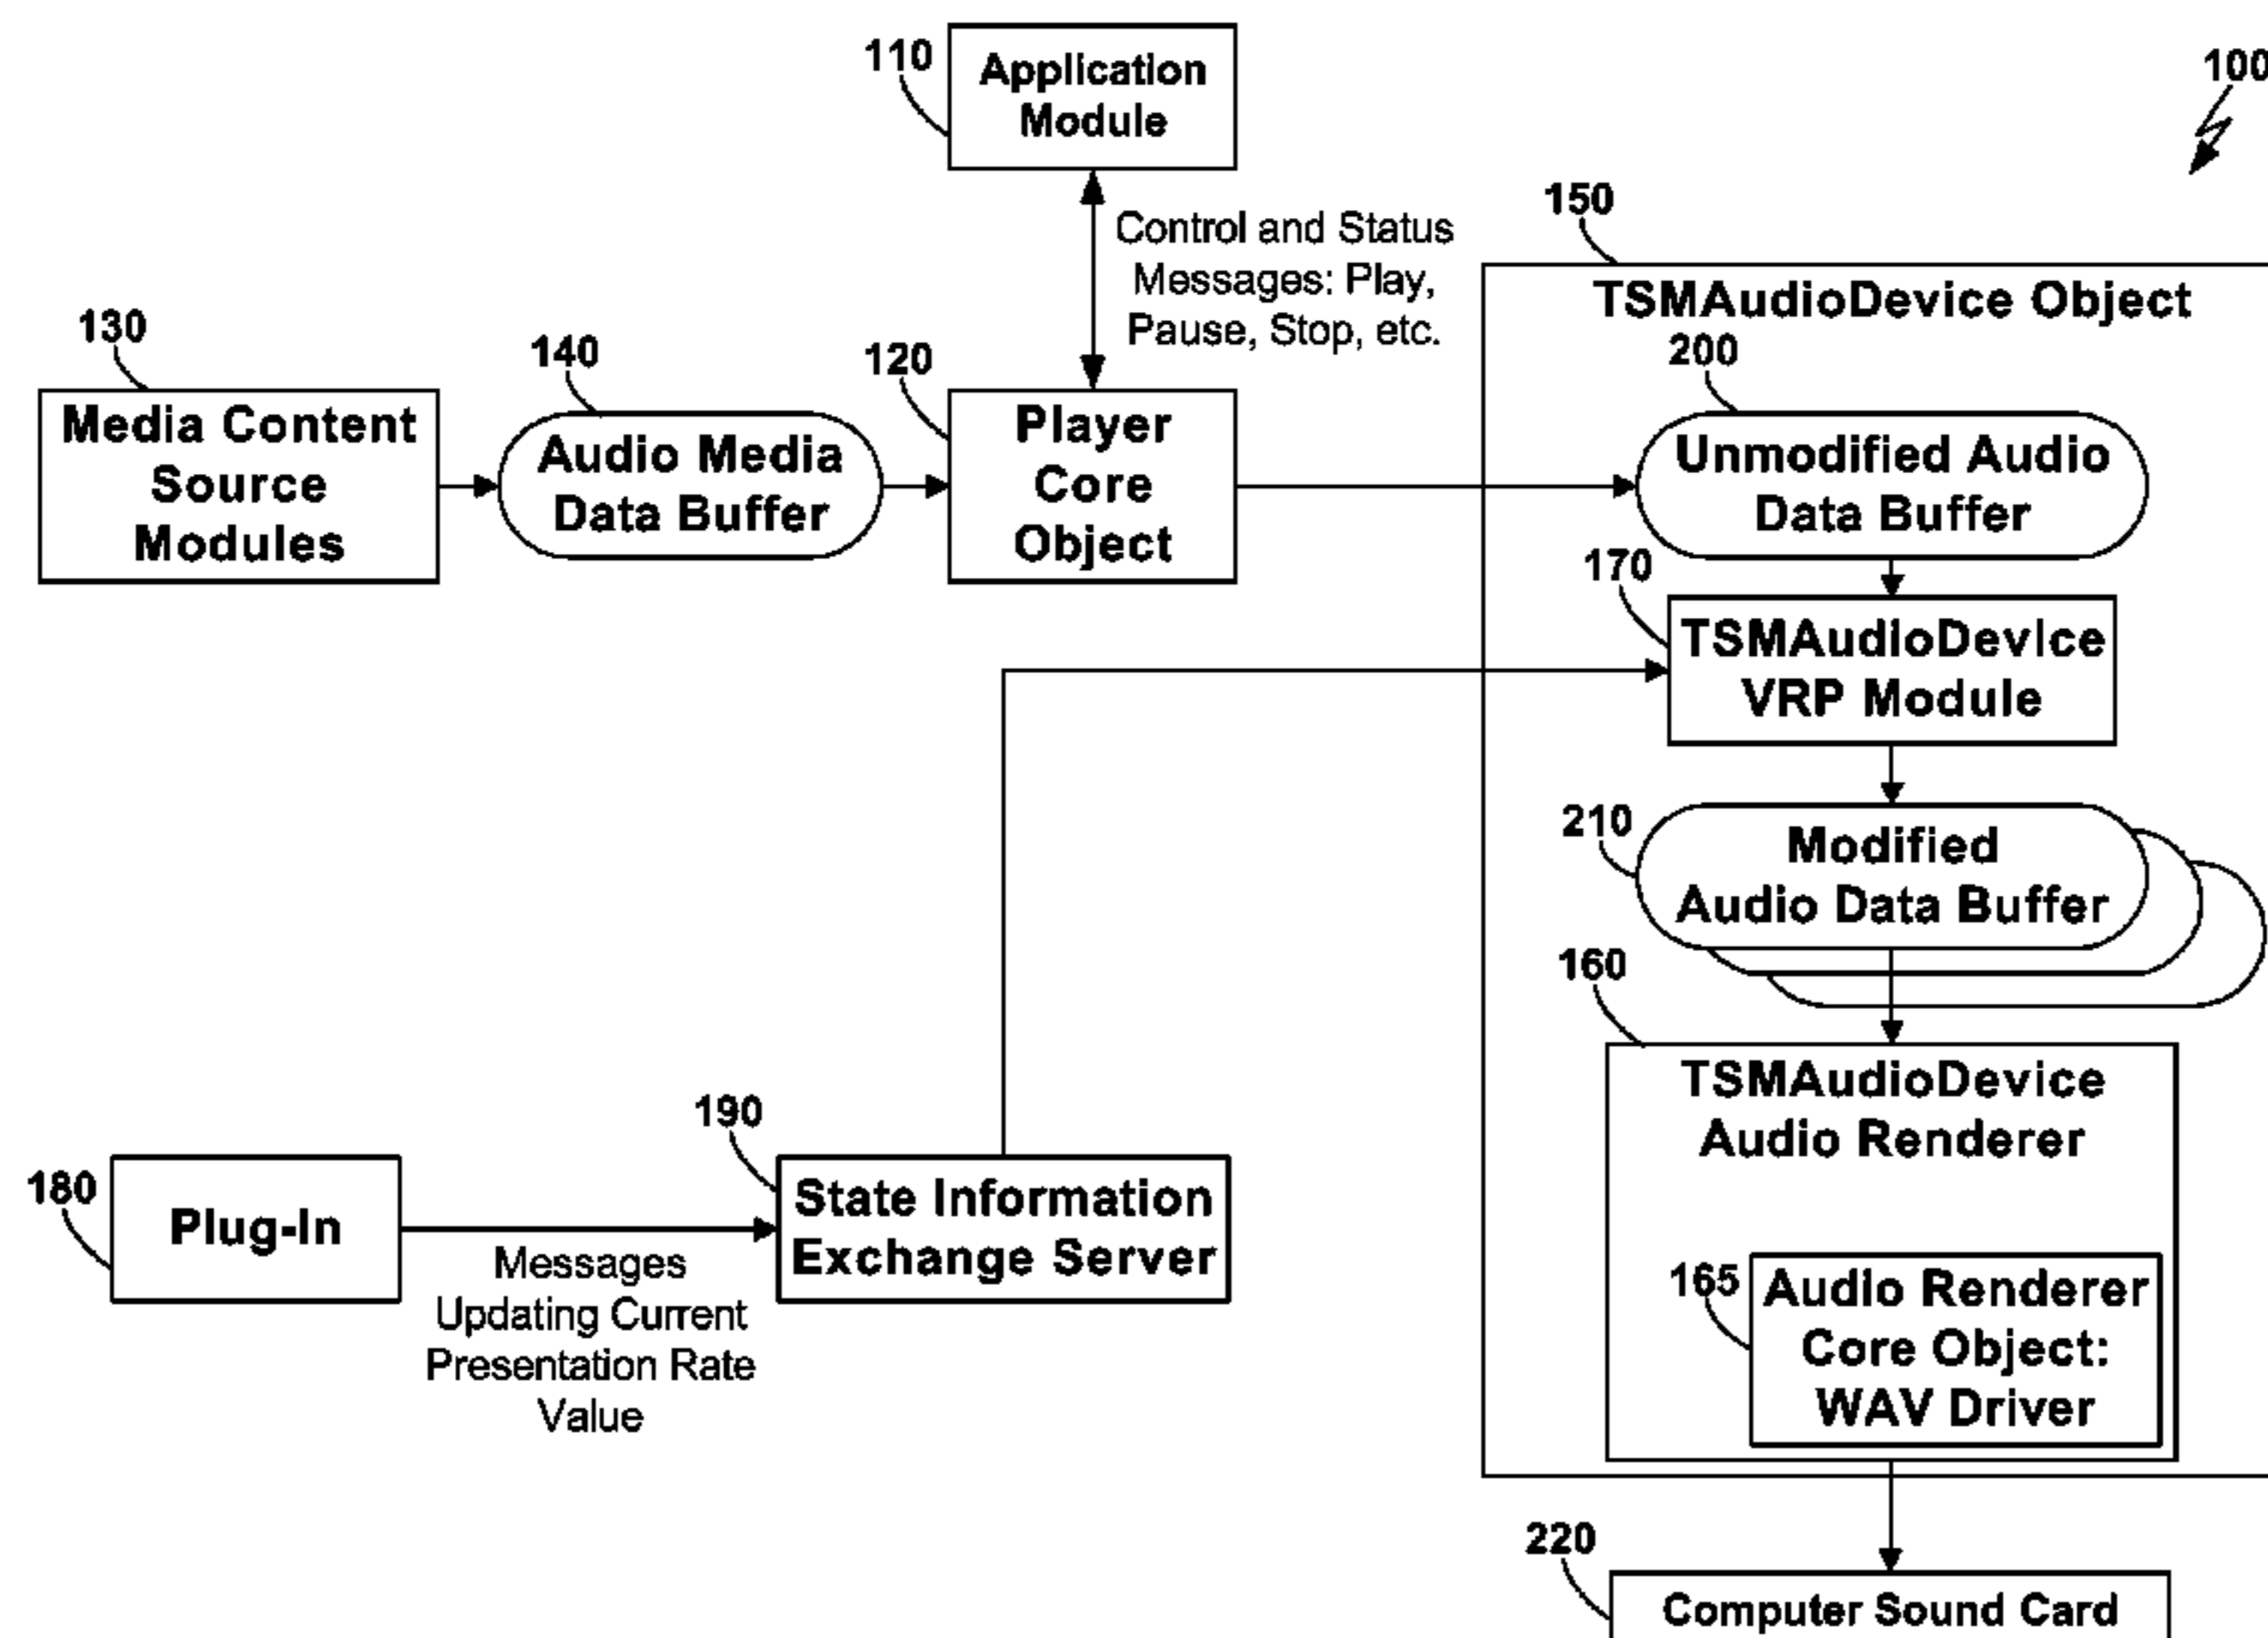 110
Application
Module
100
Control and Status
Messages: Play,
Pause, Stop, etc.
150
TSMAudioDevice Object
130
Media Content
Source
Modules
140
Audio Media
Data Buffer
120
Player
Core
Object
200
Unmodified Audio
Data Buffer
170
TSMAudioDevice
VRP Module
210
Modified
Audio Data Buffer
160
TSMAudioDevice
Audio Renderer
165
Audio Renderer
Core Object:
WAV Driver
180
Plug-In
Messages
Updating Current
Presentation Rate
Value
190
State Information
Exchange Server
220
Computer Sound Card